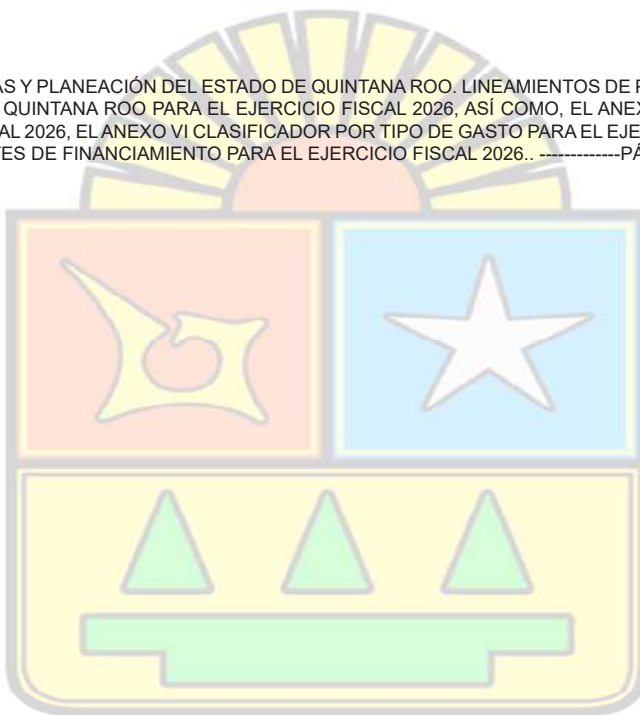 AS Y PLANEACIÓN DEL ESTADO DE QUINTANA ROO. LINEAMIENTOS DE
QUINTANA ROO PARA EL EJERCICIO FISCAL 2026, ASÍ COMO, EL ANEX
AL 2026, EL ANEXO VI CLASIFICADOR POR TIPO DE GASTO PARA EL EJE
TES DE FINANCIAMIENTO PARA EL EJERCICIO FISCAL 2026.. -------------PÁ